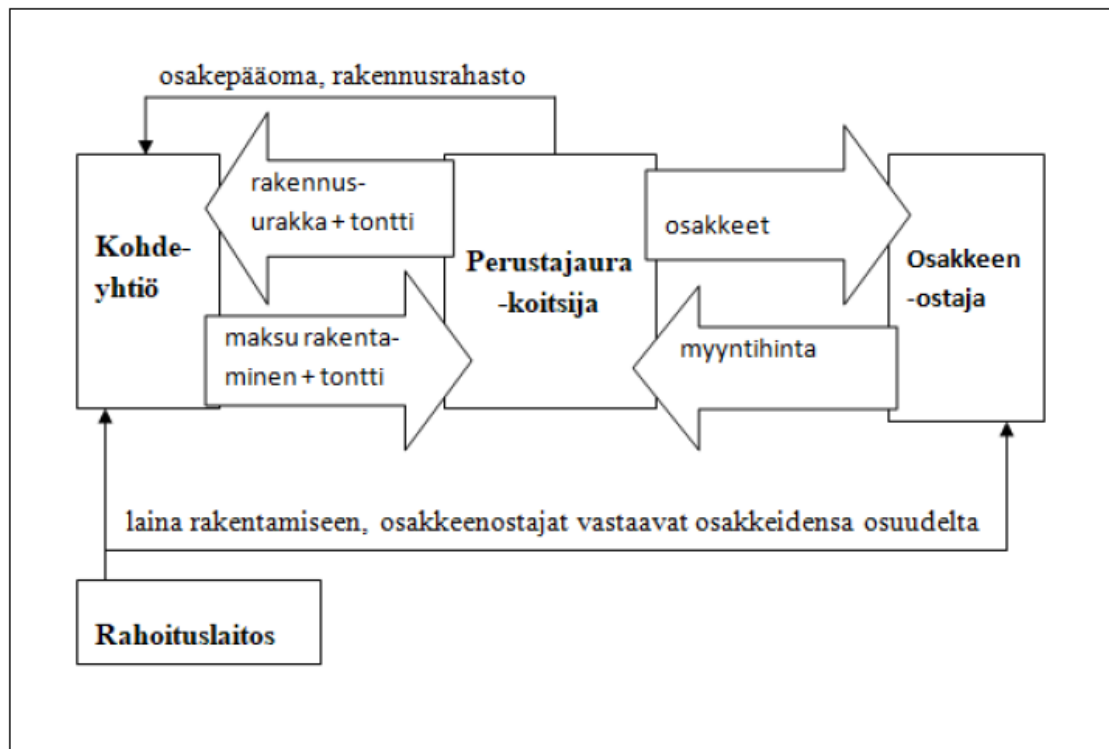 osakepääoma, rakennusrahasto
rakennus-
urakka + tontti
Kohde-
yhtiö
maksu rakenta-
minen + tontti
Perustajaura
-koitsija
osakkeet
myyntihinta
Osakkeen
-ostaja
laina rakentamiseen, osakkeenostajat vastaavat osakkeidensa osuudelta
Rahoituslaitos